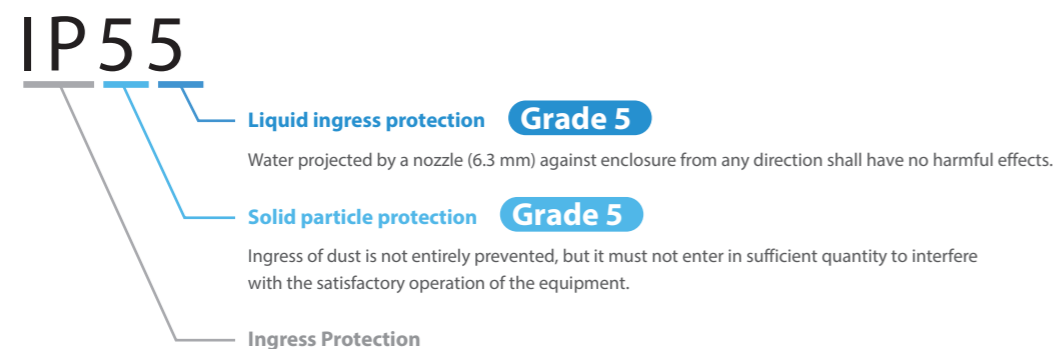 IP55
Liquid ingress protection Grade 5
Water projected by a nozzle (6.3 mm) against enclosure from any direction shall have no harmful effects.
Solid particle protection Grade 5
Ingress of dust is not entirely prevented, but it must not enter in sufficient quantity to interfere
with the satisfactory operation of the equipment.
Ingress Protection